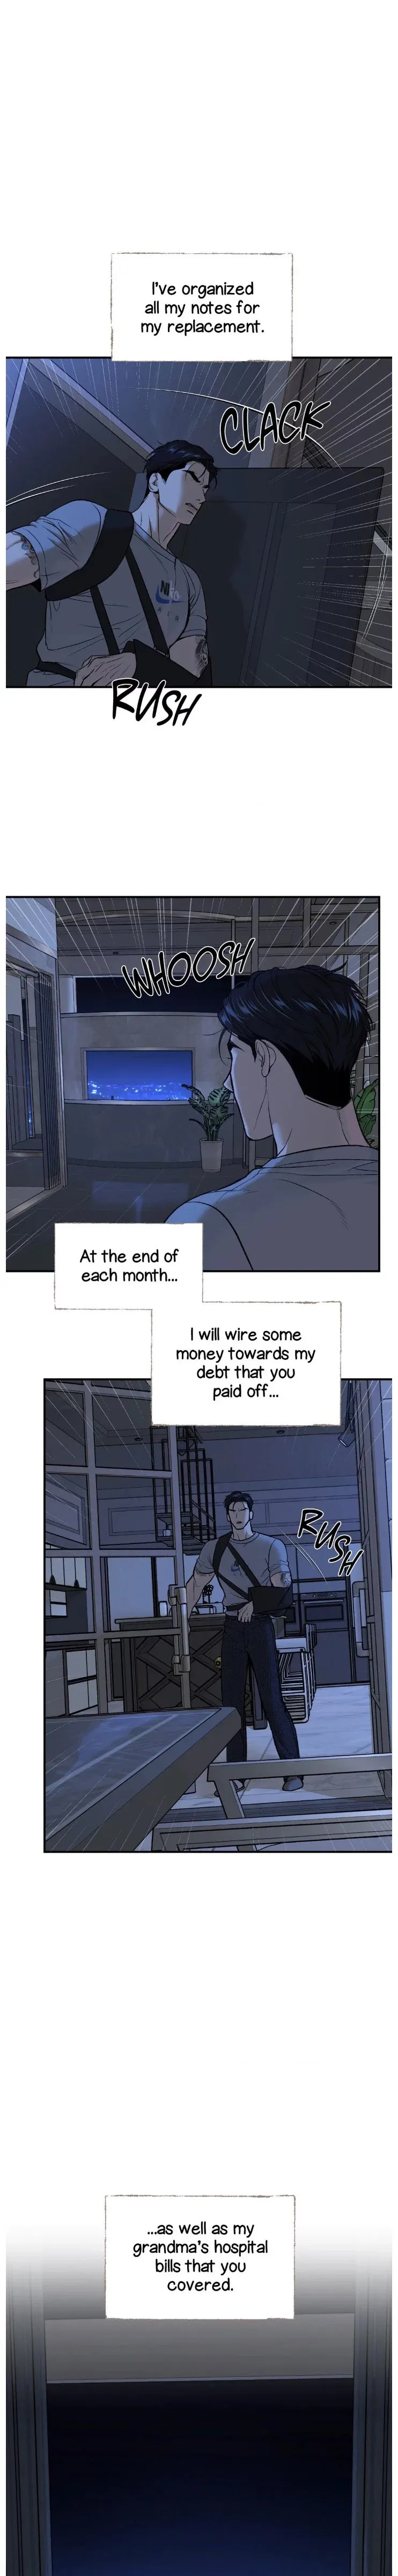 I've organized
all my notes for
my replacement.
CLACK
RUSH
WHOOSH
At the end of
each month...
I will wire some
money towards my
debt that you
paid off...
RUSH
...as well as my
grandma's hospital
bills that you
covered.